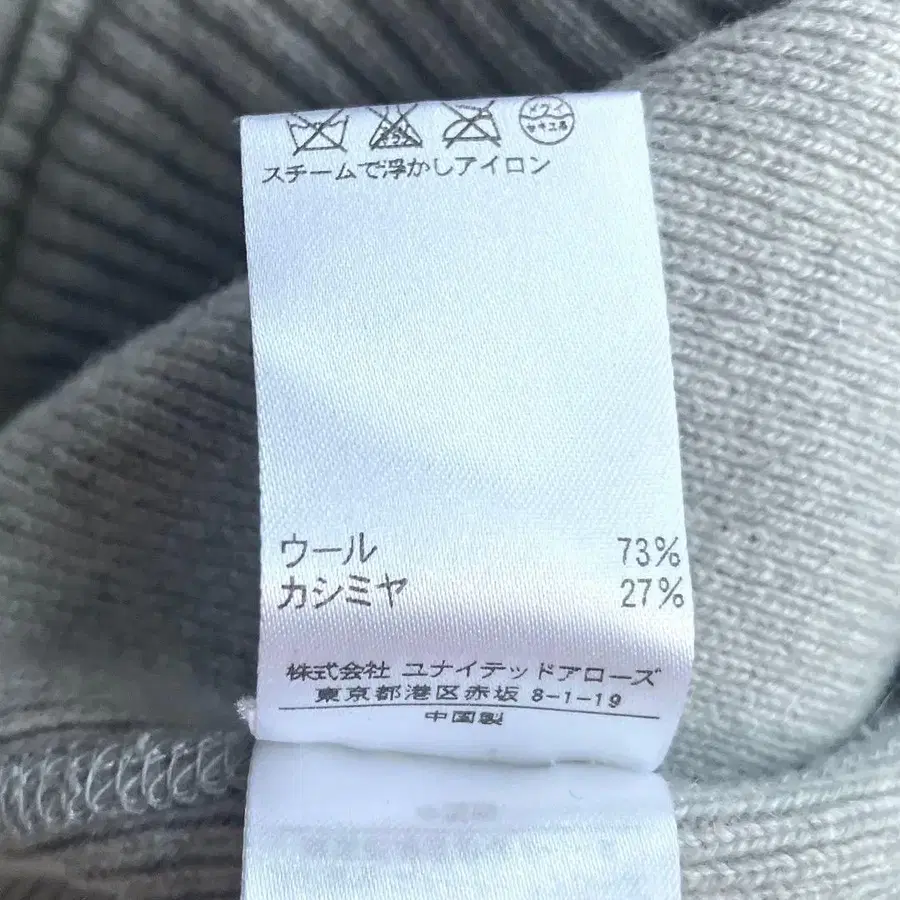 スチームで浮かしアイロン
ウール 73%
カシミヤ 27%
株式会社 ユナイテッドアローズ
東京都港区赤坂 8-1-19
中国製